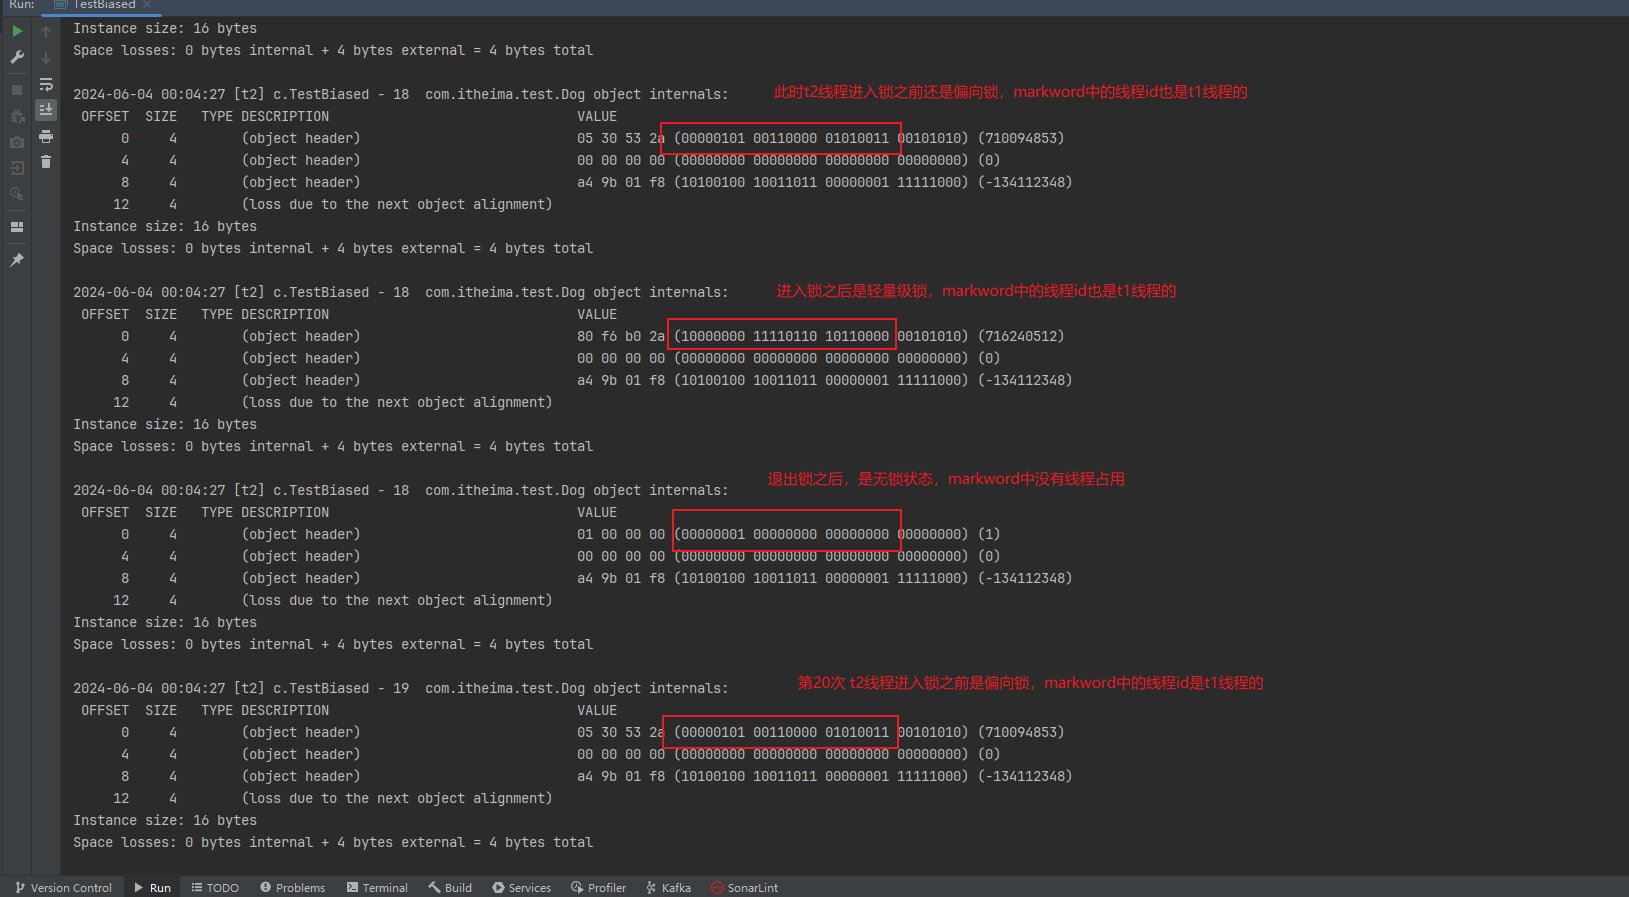 Run: TestBiased
Instance size: 16 bytes
Space losses: 0 bytes internal + 4 bytes external = 4 bytes total
2024-06-04 00:04:27 [t2] c.TestBiased - 18  com.itheima.test.Dog object internals: 此时t2线程进入锁之前还是偏向锁，markword中的线程id也是t1线程的
OFFSET  SIZE   TYPE DESCRIPTION                               VALUE
0     4        (object header)                           05 30 53 2a (00000101 00110000 01010011 00101010) (710094853)
4     4        (object header)                           00 00 00 00 (00000000 00000000 00000000 00000000) (0)
8     4        (object header)                           a4 9b 01 f8 (10100100 10011011 00000001 11111000) (-134112348)
12     4        (loss due to the next object alignment)
Instance size: 16 bytes
Space losses: 0 bytes internal + 4 bytes external = 4 bytes total
2024-06-04 00:04:27 [t2] c.TestBiased - 18  com.itheima.test.Dog object internals: 进入锁之后是轻量级锁，markword中的线程id也是t1线程的
OFFSET  SIZE   TYPE DESCRIPTION                               VALUE
0     4        (object header)                           80 f6 b0 2a (10000000 11110110 10110000 00101010) (716240512)
4     4        (object header)                           00 00 00 00 (00000000 00000000 00000000 00000000) (0)
8     4        (object header)                           a4 9b 01 f8 (10100100 10011011 00000001 11111000) (-134112348)
12     4        (loss due to the next object alignment)
Instance size: 16 bytes
Space losses: 0 bytes internal + 4 bytes external = 4 bytes total
2024-06-04 00:04:27 [t2] c.TestBiased - 18  com.itheima.test.Dog object internals: 退出锁之后，是无锁状态，markword中没有线程占用
OFFSET  SIZE   TYPE DESCRIPTION                               VALUE
0     4        (object header)                           01 00 00 00 (00000001 00000000 00000000 00000000) (1)
4     4        (object header)                           00 00 00 00 (00000000 00000000 00000000 00000000) (0)
8     4        (object header)                           a4 9b 01 f8 (10100100 10011011 00000001 11111000) (-134112348)
12     4        (loss due to the next object alignment)
Instance size: 16 bytes
Space losses: 0 bytes internal + 4 bytes external = 4 bytes total
2024-06-04 00:04:27 [t2] c.TestBiased - 19  com.itheima.test.Dog object internals: 第20次 t2线程进入锁之前是偏向锁，markword中的线程id是t1线程的
OFFSET  SIZE   TYPE DESCRIPTION                               VALUE
0     4        (object header)                           05 30 53 2a (00000101 00110000 01010011 00101010) (710094853)
4     4        (object header)                           00 00 00 00 (00000000 00000000 00000000 00000000) (0)
8     4        (object header)                           a4 9b 01 f8 (10100100 10011011 00000001 11111000) (-134112348)
12     4        (loss due to the next object alignment)
Instance size: 16 bytes
Space losses: 0 bytes internal + 4 bytes external = 4 bytes total
Version Control Run TODO Problems Terminal Build Services Profiler Kafka SonarLint